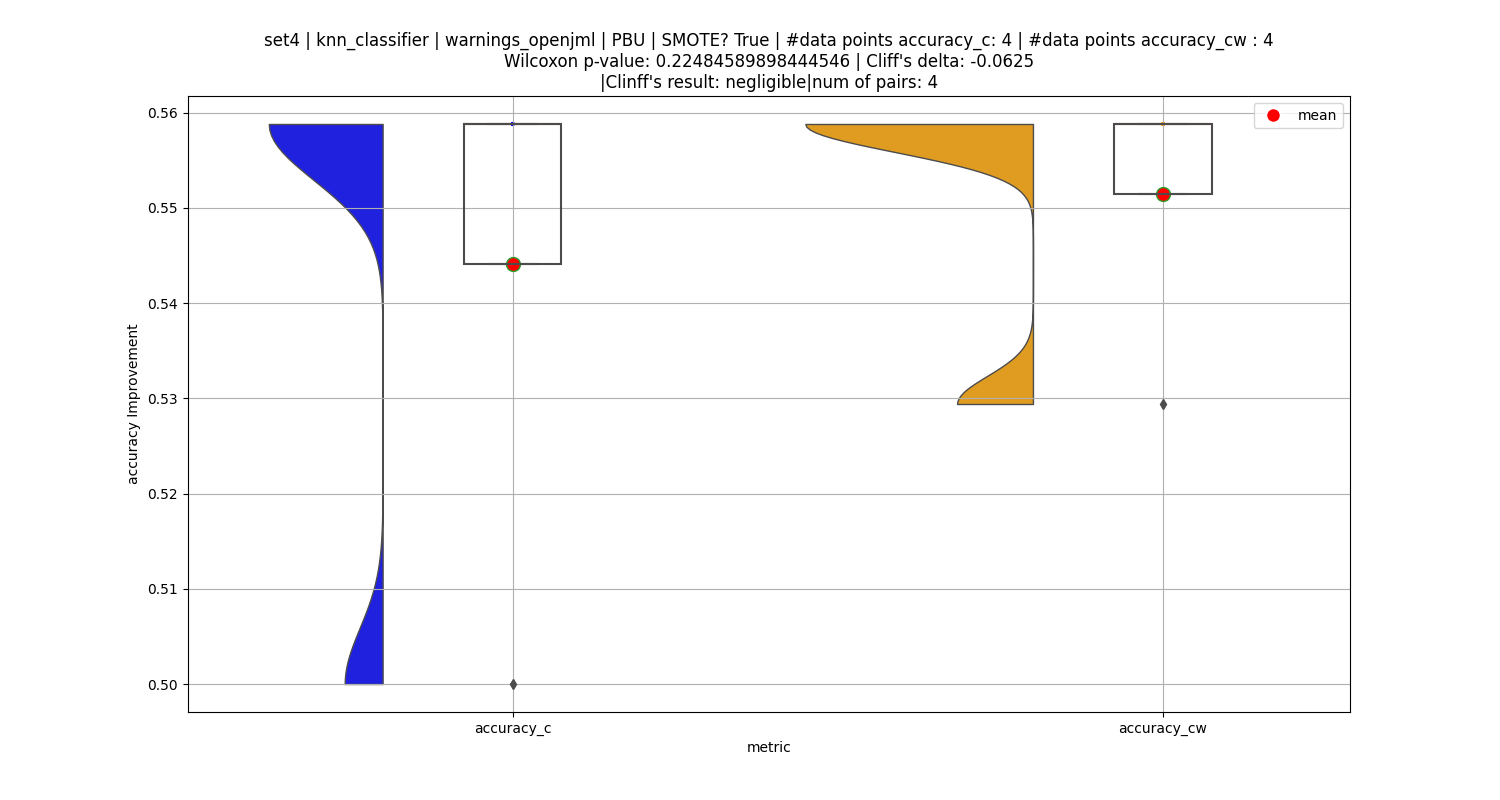 set4 | knn_classifier | warnings_openjml | PBU | SMOTE? True | #data points accuracy_c: 4 | #data points accuracy_cw : 4
Wilcoxon p-value: 0.22484589898444546 | Cliff's delta: -0.0625
|Clinff's result: negligible|num of pairs: 4
mean
0.56
0.55
0.54
0.53
0.52
0.51
0.50
accuracy Improvement
accuracy_c
accuracy_cw
metric